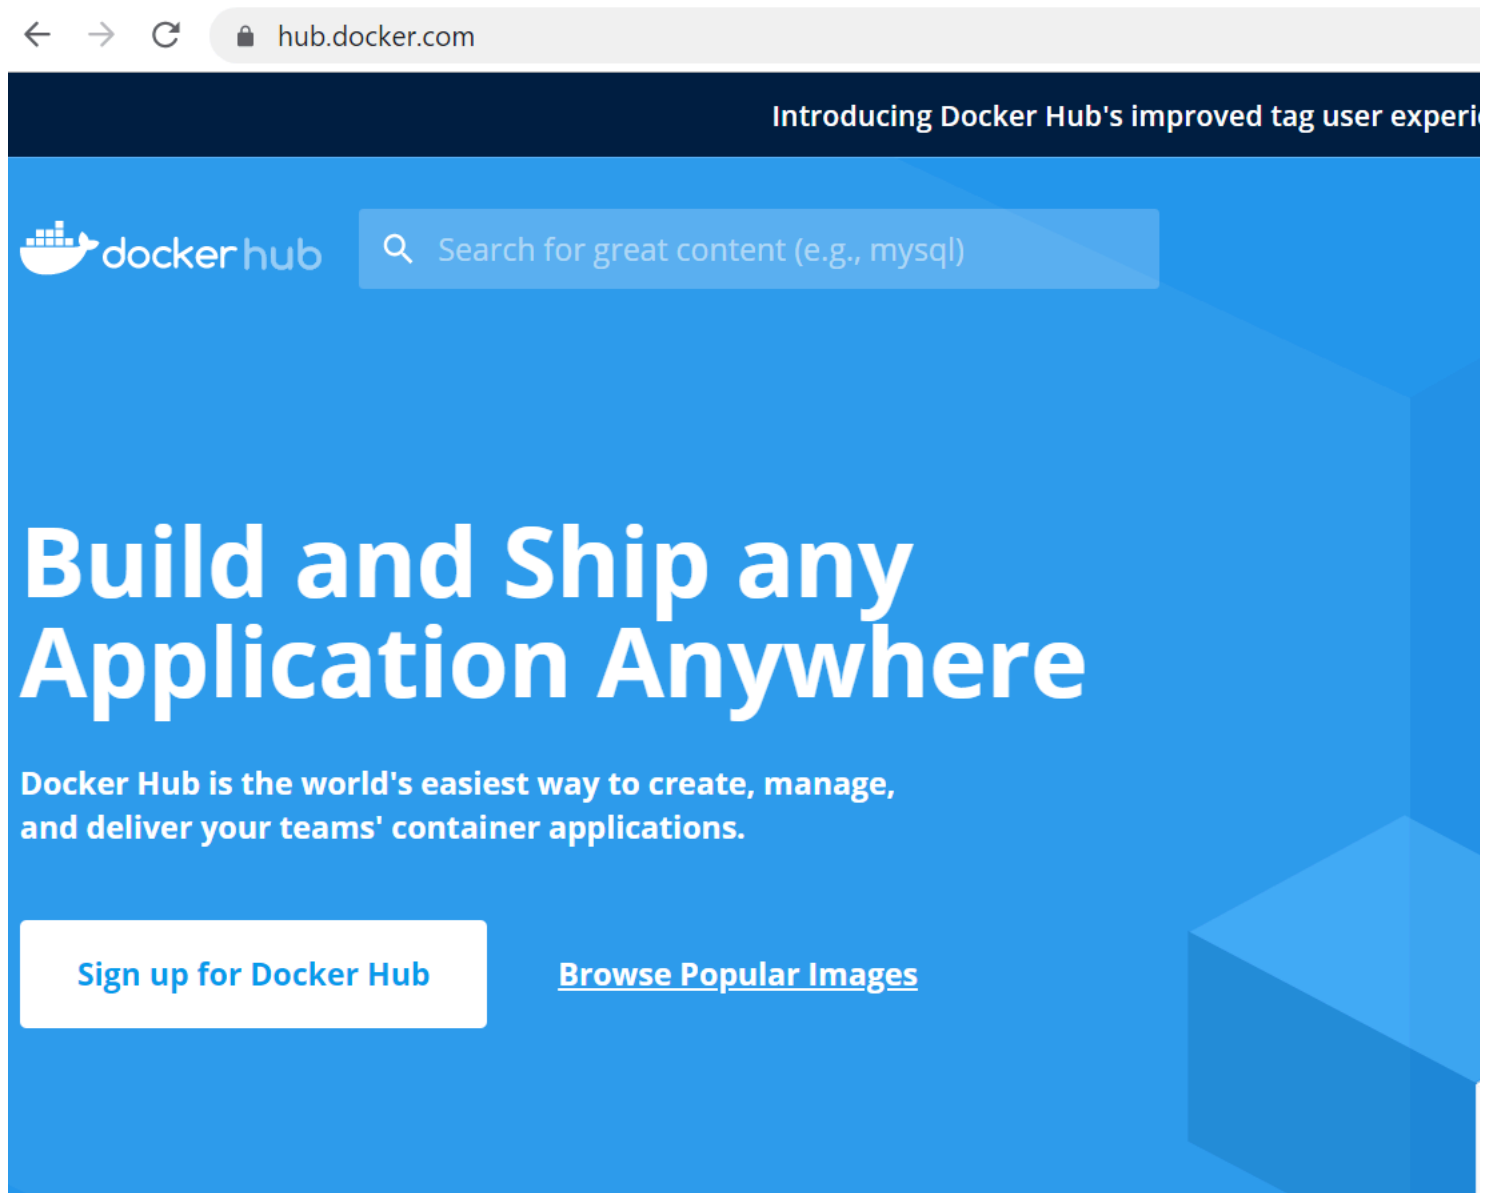 hub.docker.com
Introducing Docker Hub's improved tag user
docker hub
Search for great content (e.g., mysql)
Build and Ship any
Application Anywhere
Docker Hub is the world's easiest way to create, manage,
and deliver your teams' container applications.
Sign up for Docker Hub
Browse Popular Images